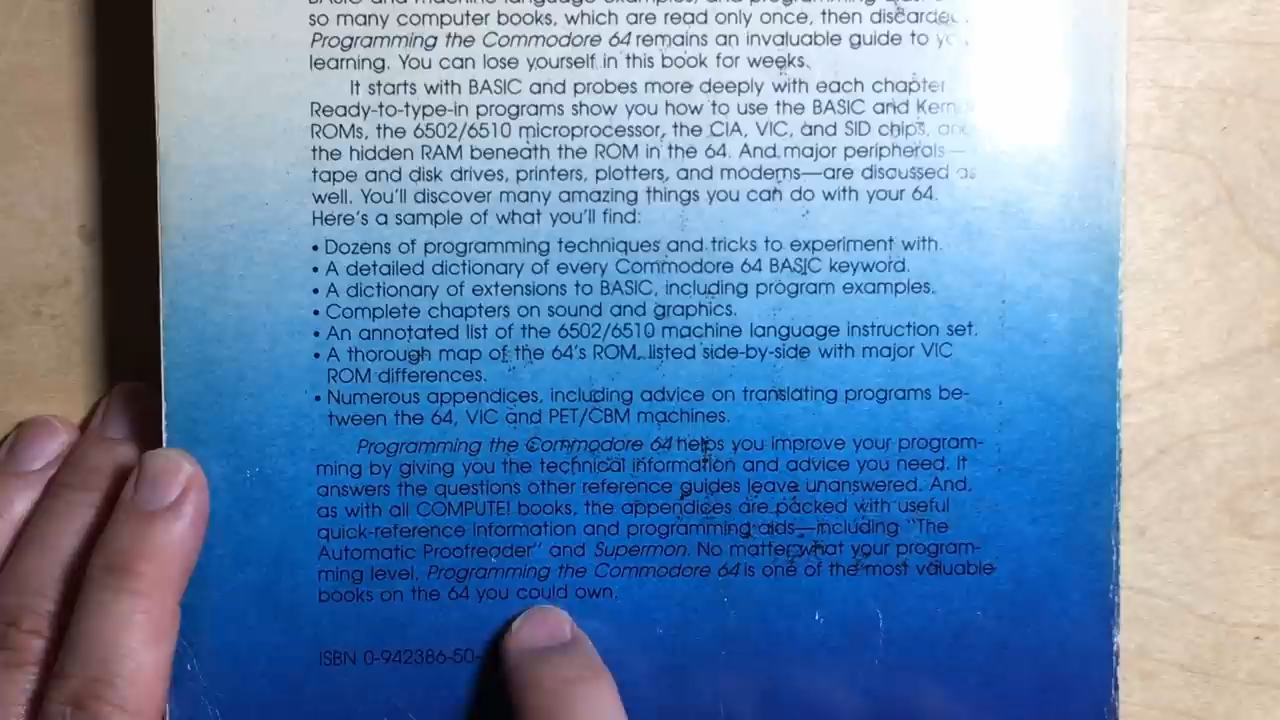 so many computer books, which are read only once, then discarded.
Programming the Commodore 64 remains an invaluable guide to
learning. You can lose yourself in this book for weeks.
It starts with BASIC and probes more deeply with each chapter
Ready-to-type-in programs show you how to use the BASIC and
ROMs, the 6502/6510 microprocessor, the CIA, VIC, and SID chips, and
the hidden RAM beneath the ROM in the 64. And major peripherals—
tape and disk drives, printers, plotters, and modems—are discussed as
well. You'll discover many amazing things you can do with your 64.
Here's a sample of what you'll find:
• Dozens of programming techniques and tricks to experiment with.
• A detailed dictionary of every Commodore 64 BASIC keyword.
• A dictionary of extensions to BASIC, including program examples.
• Complete chapters on sound and graphics.
• An annotated list of the 6502/6510 machine language instruction set.
• A thorough map of the 64's ROM, listed side-by-side with major VIC
ROM differences.
• Numerous appendices, including advice on translating programs be-
tween the 64, VIC and PET/CBM machines.
Programming the Commodore 64 helps you improve your program-
ming by giving you the technical information and advice you need. It
answers the questions other reference guides leave unanswered. And,
as with all COMPUTE! books, the appendices are packed with useful
quick-reference information and programming aids—including "The
Automatic Proofreader" and Supermon. No matter what your program-
ming level, Programming the Commodore 64 is one of the most valuable
books on the 64 you could own.
ISBN 0-942386-50-